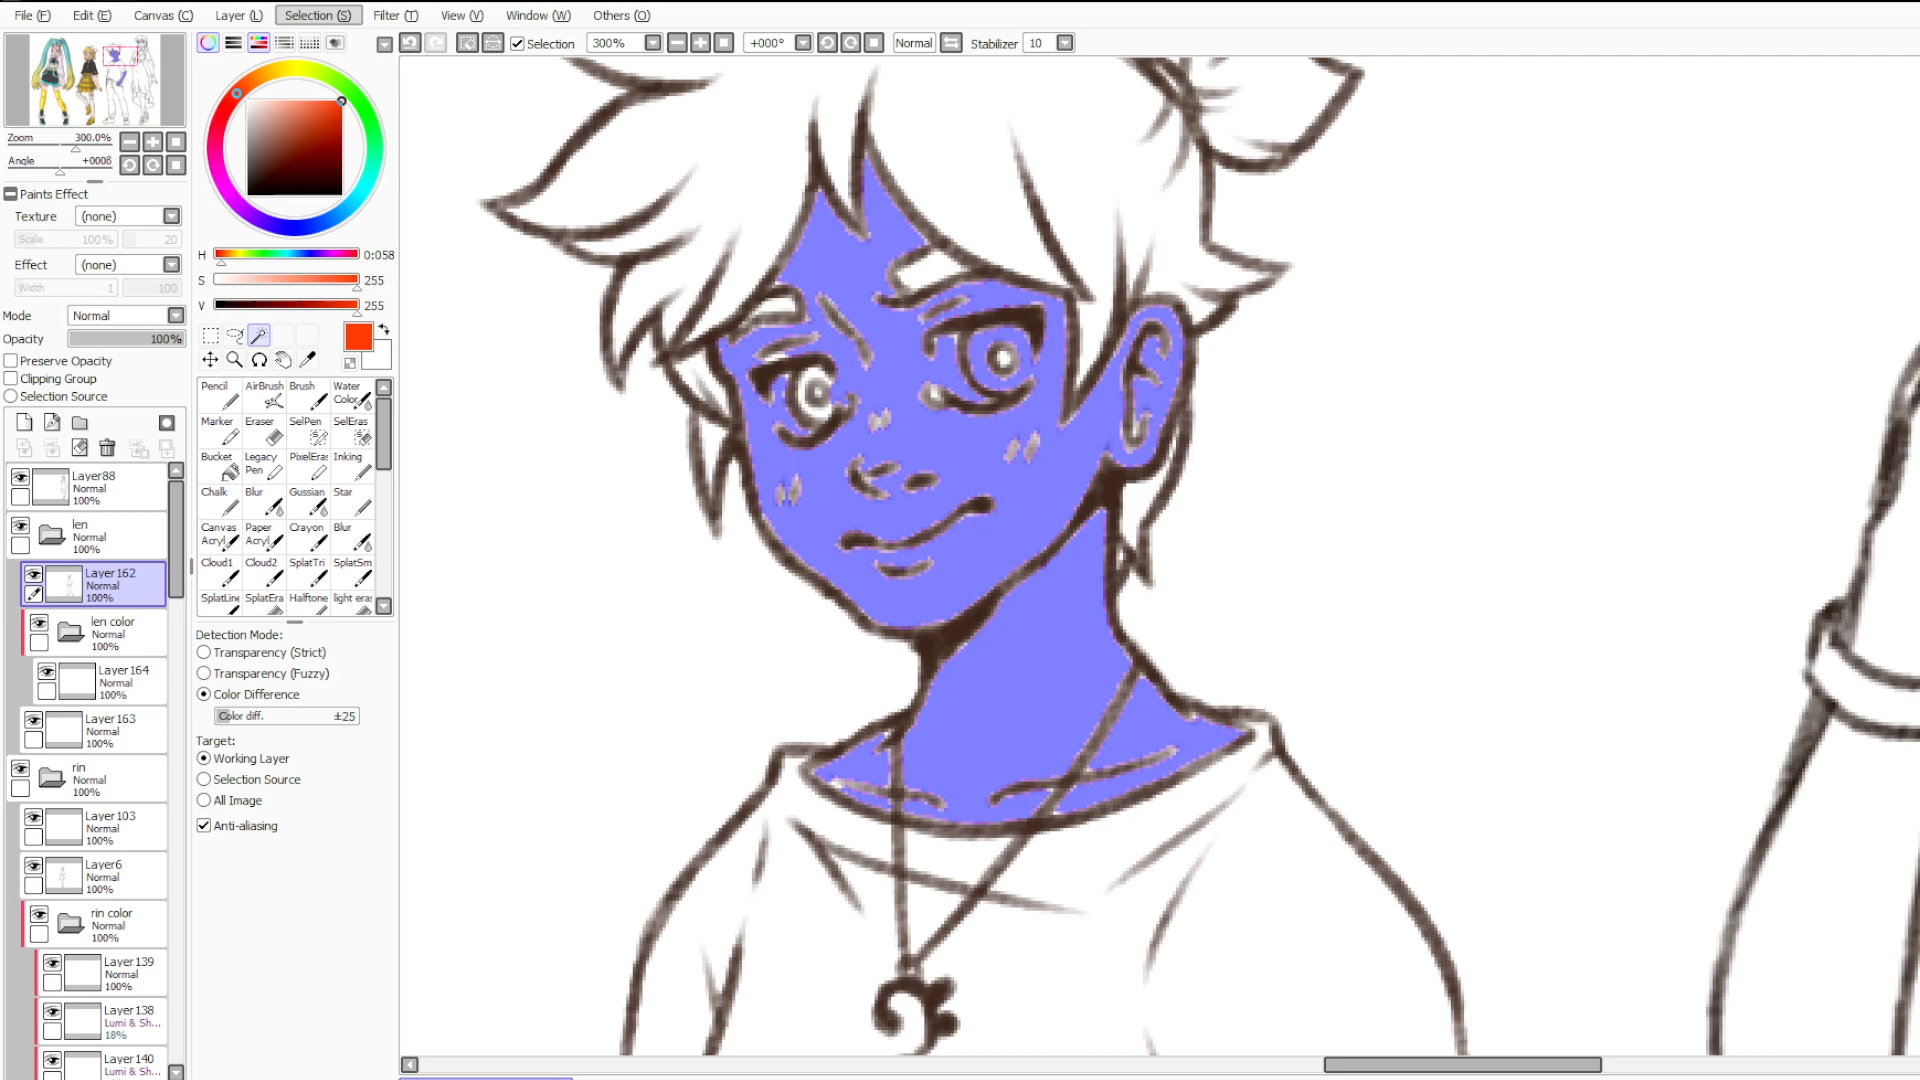 File (F) Edit (E) Canvas (C) Layer (L) Selection (S) Filter (T) View (V) Window (W) Others (O)
Selection 300% +000° Normal Stabilizer 10
Zoom 300.0%
Angle +000ß
Paints Effect
Texture (none)
Scale 100% 20
Effect (none)
Width 1 100
Mode Normal
Opacity 100%
Preserve Opacity
Clipping Group
Selection Source
Layer88
Normal
100%
len
Normal
100%
Layer162
Normal
100%
len color
Normal
100%
Layer164
Normal
100%
Layer163
Normal
100%
rin
Normal
100%
Layer103
Normal
100%
Layer6
Normal
100%
rin color
Normal
100%
Layer139
Normal
100%
Layer138
Lumi & Sh...
18%
Layer140
Lumi & Sh...
H 0:058
S 255
V 255
Pencil AirBrush Brush Water Color
Marker Eraser SelPen SelEras
Bucket Legacy Pen PixelEras Inking
Chalk Blur Gussian Star
Canvas Acryl Paper Acryl Crayon Blur
Cloud1 Cloud2 SplatTri SplatSm
SplatLine SplatEra Halftone light eras
Detection Mode:
Transparency (Strict)
Transparency (Fuzzy)
Color Difference
Color diff. ±25
Target:
Working Layer
Selection Source
All Image
Anti-aliasing